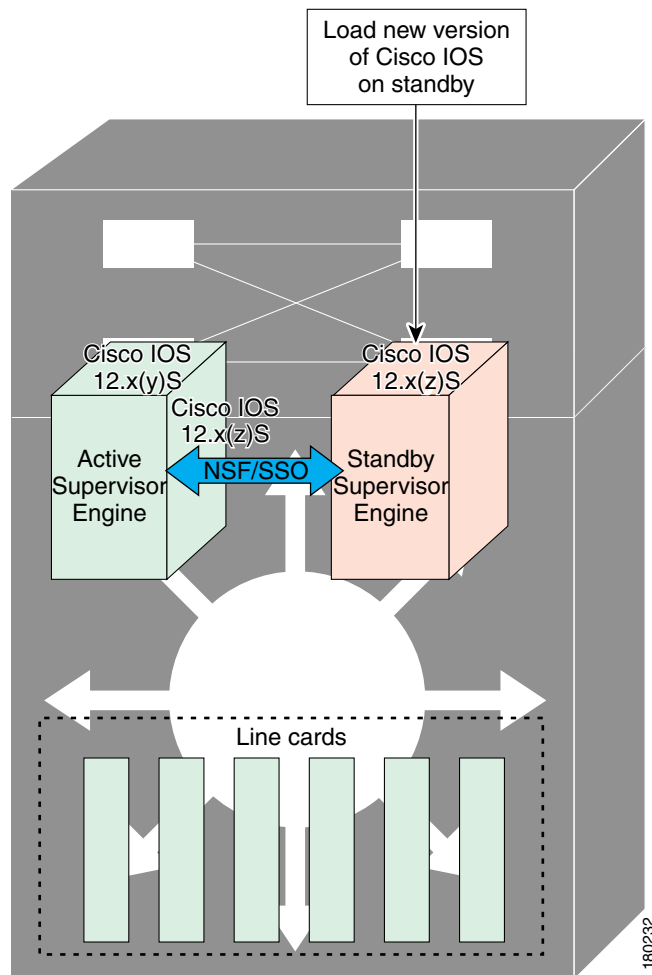 Load new version
of Cisco IOS
on standby
Cisco IOS
12.x(y)S
Cisco IOS
12.x(z)S
Cisco IOS
12.x(z)S
Active
Supervisor
Engine
NSF/SSO
Standby
Supervisor
Engine
Line cards
180232